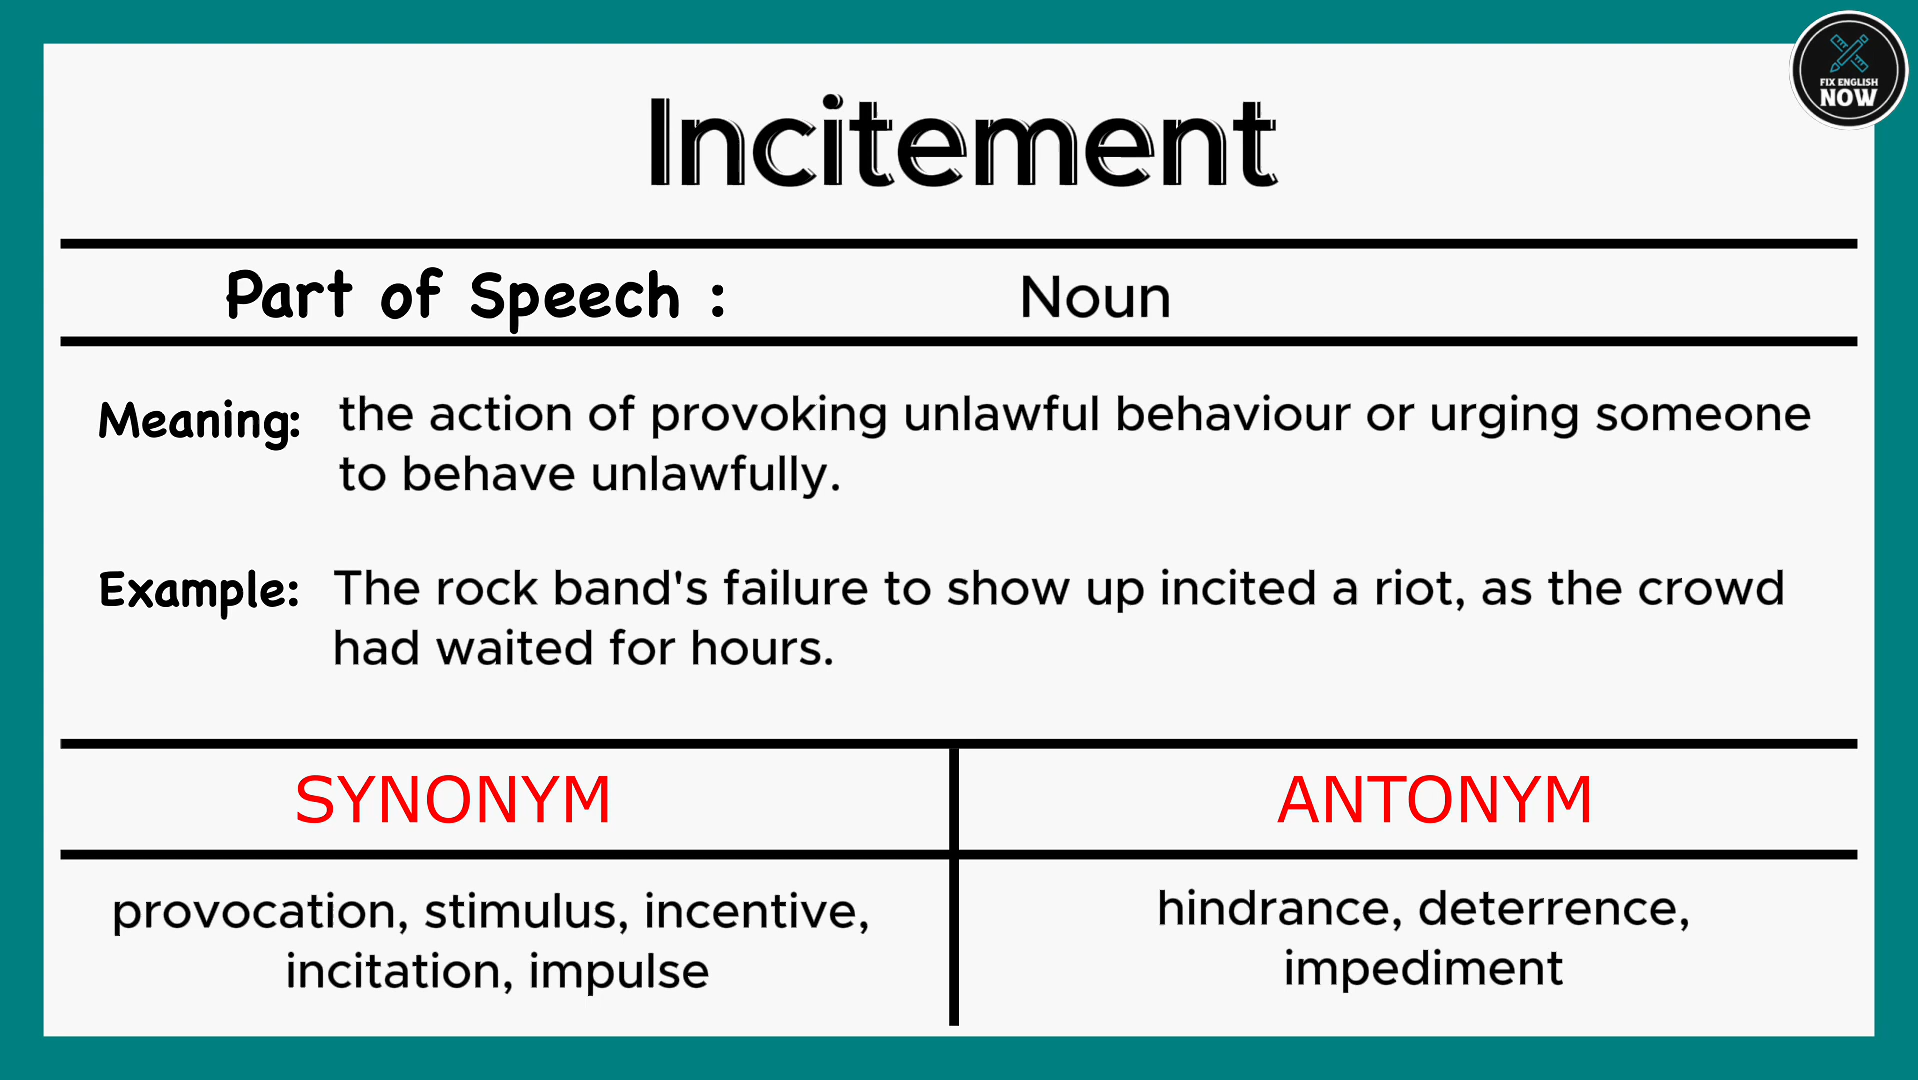 FIX ENGLISH
NOW
Incitement
Part of Speech : Noun
Meaning: the action of provoking unlawful behaviour or urging someone
to behave unlawfully.
Example: The rock band's failure to show up incited a riot, as the crowd
had waited for hours.
SYNONYM
provocation, stimulus, incentive,
incitation, impulse
ANTONYM
hindrance, deterrence,
impediment